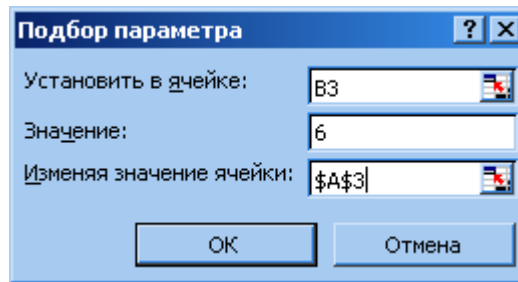 Подбор параметра
Установить в ячейке: B3
Значение: 6
Изменяя значение ячейки: $A$3
ОК Отмена